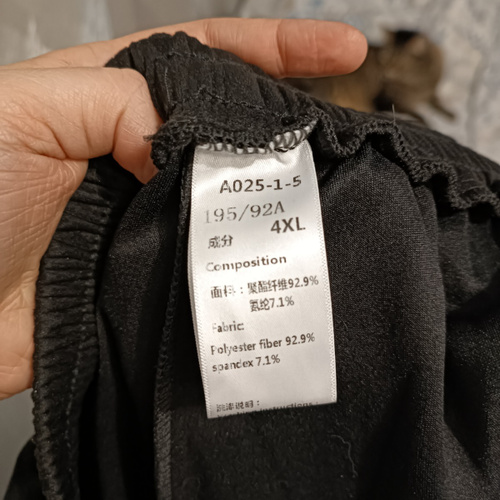 A025-1-5
195/92A
4XL
成分
Composition
面料：聚酯纤维92.9%
氨纶7.1%
Fabric:
Polyester fiber 92.9%
spandex 7.1%